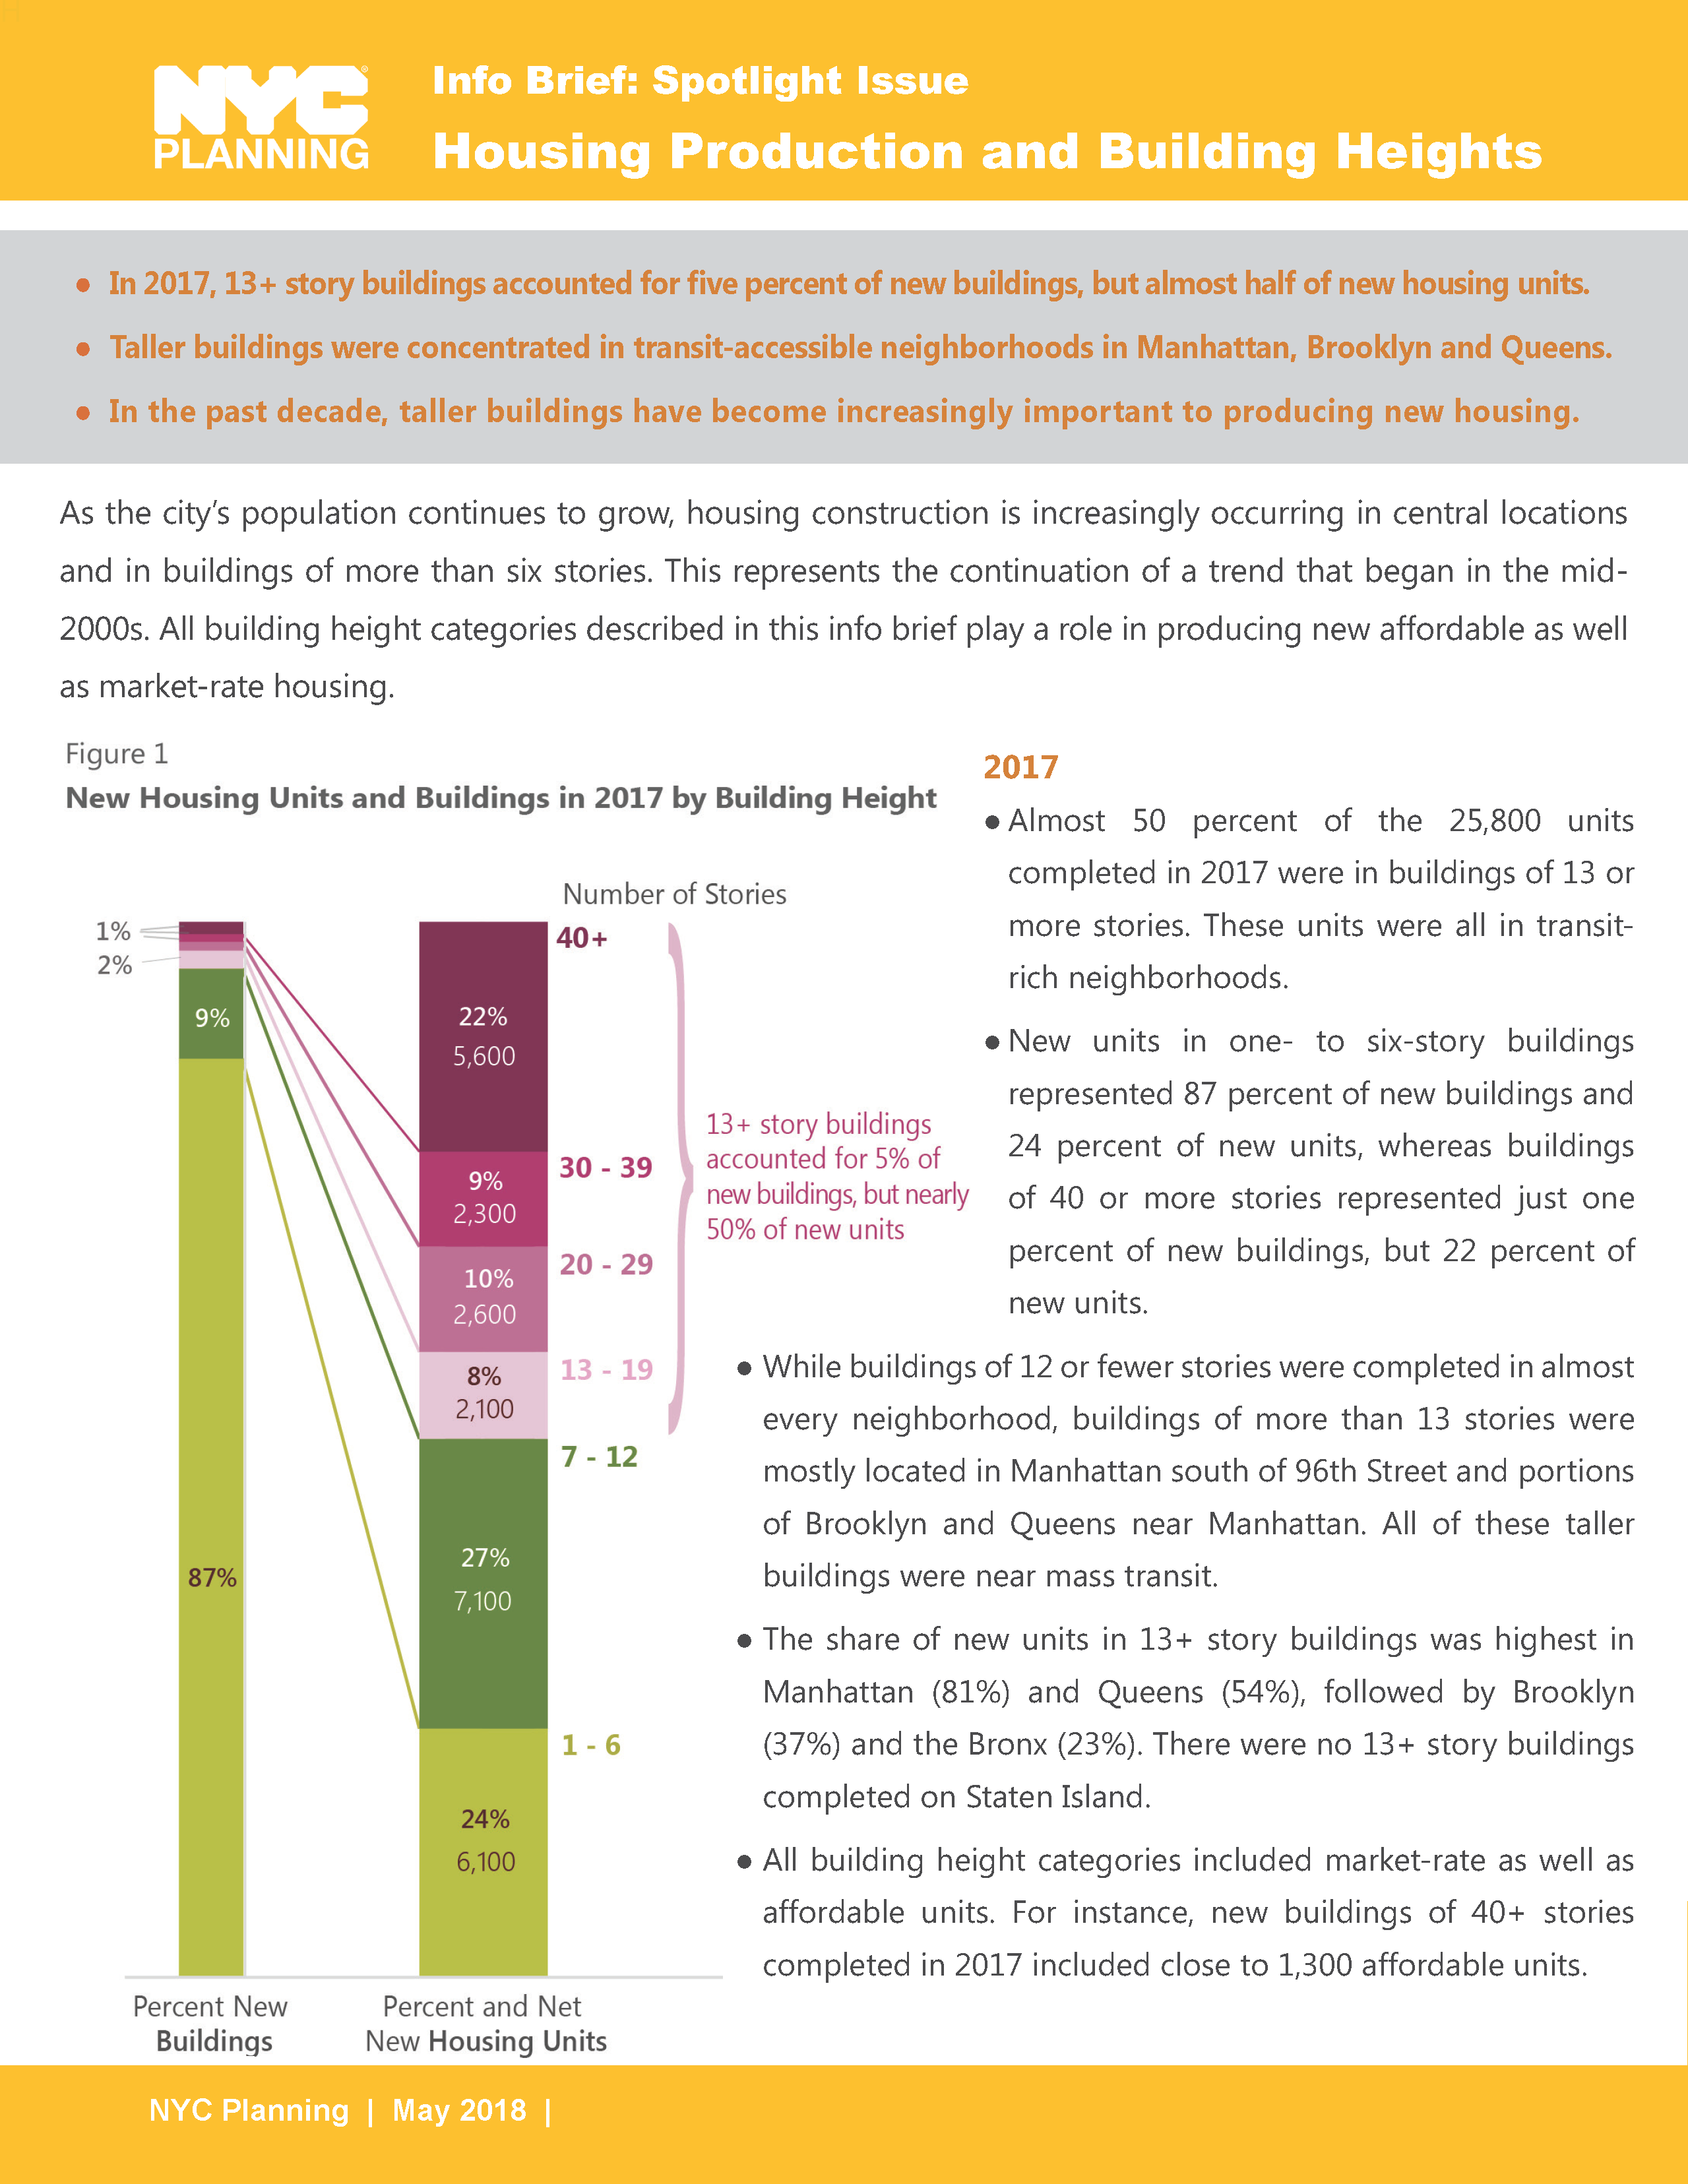 NYC
PLANNING
Info Brief: Spotlight Issue
Housing Production and Building Heights
● In 2017, 13+ story buildings accounted for five percent of new buildings, but almost half of new housing units.
● Taller buildings were concentrated in transit-accessible neighborhoods in Manhattan, Brooklyn and Queens.
● In the past decade, taller buildings have become increasingly important to producing new housing.
As the city's population continues to grow, housing construction is increasingly occurring in central locations
and in buildings of more than six stories. This represents the continuation of a trend that began in the mid-
2000s. All building height categories described in this info brief play a role in producing new affordable as well
as market-rate housing.
Figure 1
New Housing Units and Buildings in 2017 by Building Height
Number of Stories
1%
2%
9%
87%
40+
22%
5,600
30 - 39
9%
2,300
20 - 29
10%
2,600
13 - 19
8%
2,100
7 - 12
27%
7,100
1 - 6
24%
6,100
13+ story buildings
accounted for 5% of
new buildings, but nearly
50% of new units
Percent New
Buildings
Percent and Net
New Housing Units
2017
● Almost 50 percent of the 25,800 units
completed in 2017 were in buildings of 13 or
more stories. These units were all in transit-
rich neighborhoods.
● New units in one- to six-story buildings
represented 87 percent of new buildings and
24 percent of new units, whereas buildings
of 40 or more stories represented just one
percent of new buildings, but 22 percent of
new units.
● While buildings of 12 or fewer stories were completed in almost
every neighborhood, buildings of more than 13 stories were
mostly located in Manhattan south of 96th Street and portions
of Brooklyn and Queens near Manhattan. All of these taller
buildings were near mass transit.
● The share of new units in 13+ story buildings was highest in
Manhattan (81%) and Queens (54%), followed by Brooklyn
(37%) and the Bronx (23%). There were no 13+ story buildings
completed on Staten Island.
● All building height categories included market-rate as well as
affordable units. For instance, new buildings of 40+ stories
completed in 2017 included close to 1,300 affordable units.
NYC Planning | May 2018 |